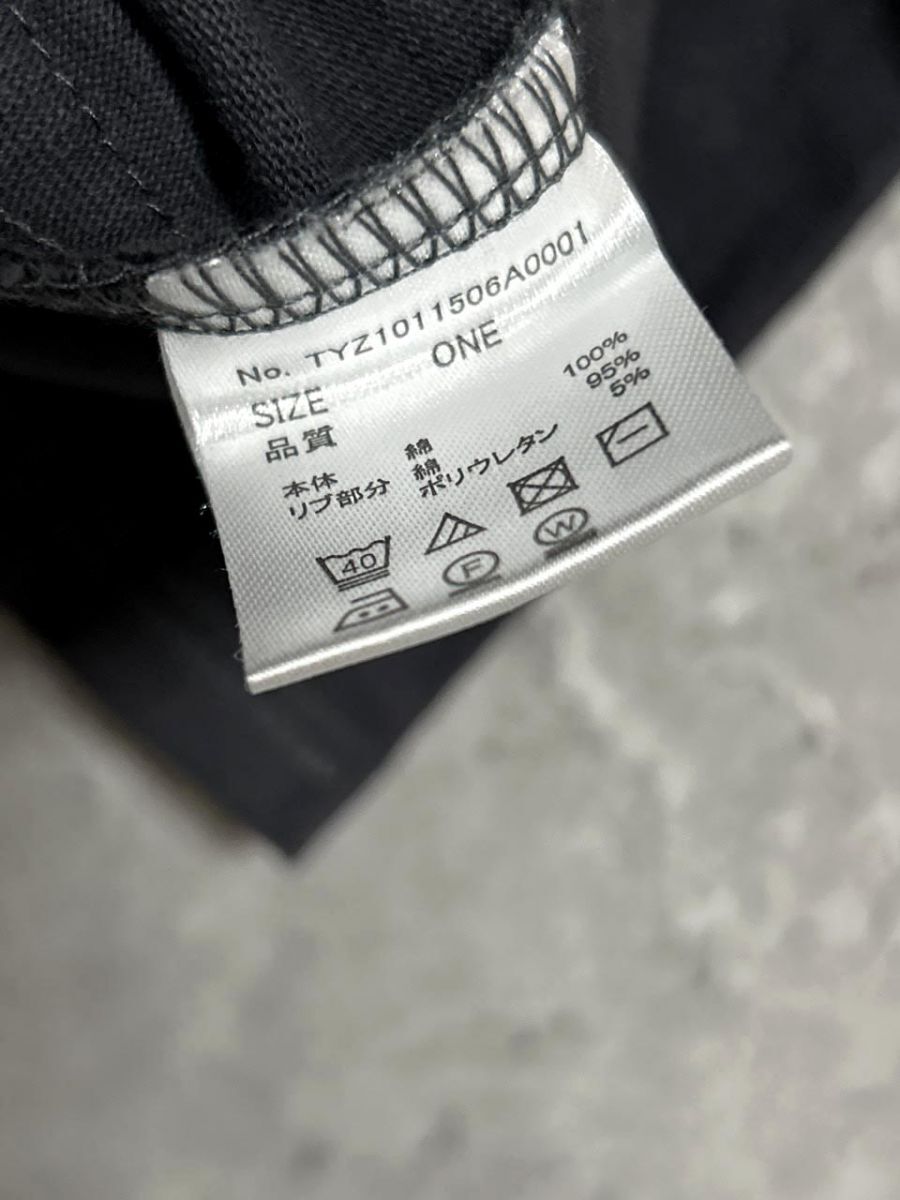 No. TYZ1011506A0001
SIZE ONE
品質
本体 綿 100%
リブ部分 綿 95%
ポリウレタン 5%
40
F W